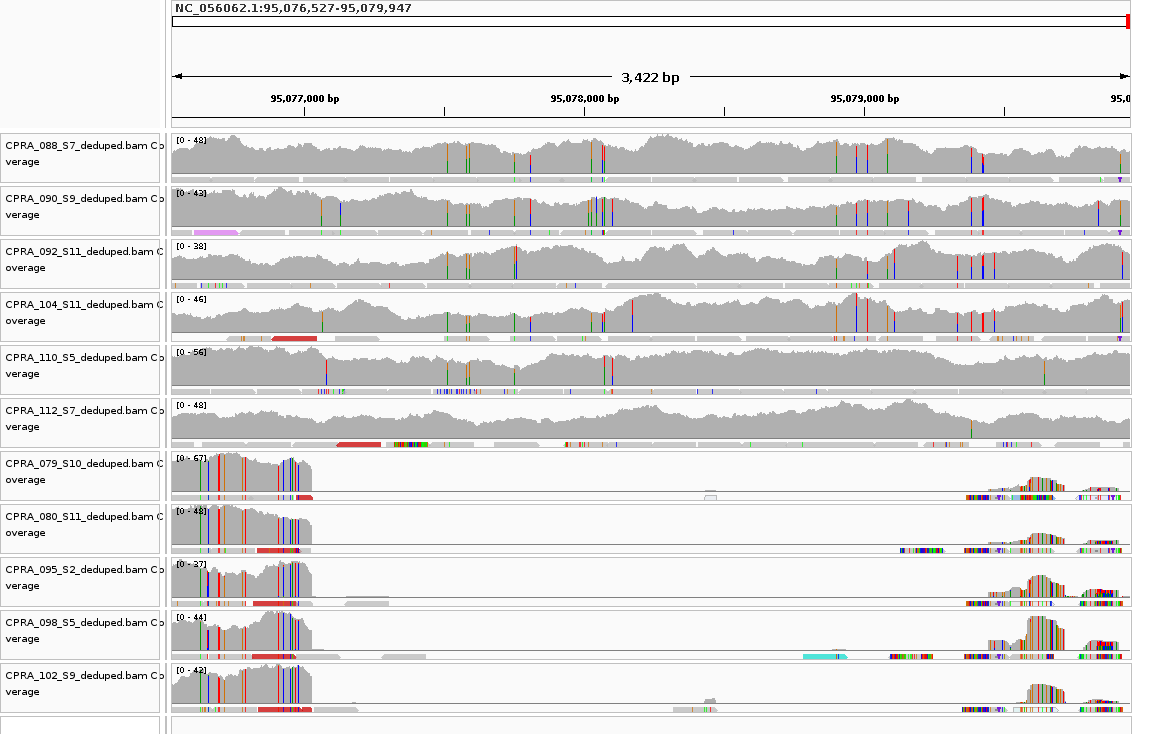 NC_056062.1:95,076,527-95,079,947
3,422 bp
95,077,000 bp
95,078,000 bp
95,079,000 bp
95,0
CPRA_088_S7_deduped.bam Co
verage
[0 - 48]
CPRA_090_S9_deduped.bam Co
verage
[0 - 43]
CPRA_092_S11_deduped.bam C
overage
[0 - 38]
CPRA_104_S11_deduped.bam C
overage
[0 - 46]
CPRA_110_S5_deduped.bam Co
verage
[0 - 56]
CPRA_112_S7_deduped.bam Co
verage
[0 - 48]
CPRA_079_S10_deduped.bam C
overage
[0 - 67]
CPRA_080_S11_deduped.bam C
overage
[0 - 48]
CPRA_095_S2_deduped.bam Co
verage
[0 - 37]
CPRA_098_S5_deduped.bam Co
verage
[0 - 44]
CPRA_102_S9_deduped.bam Co
verage
[0 - 42]